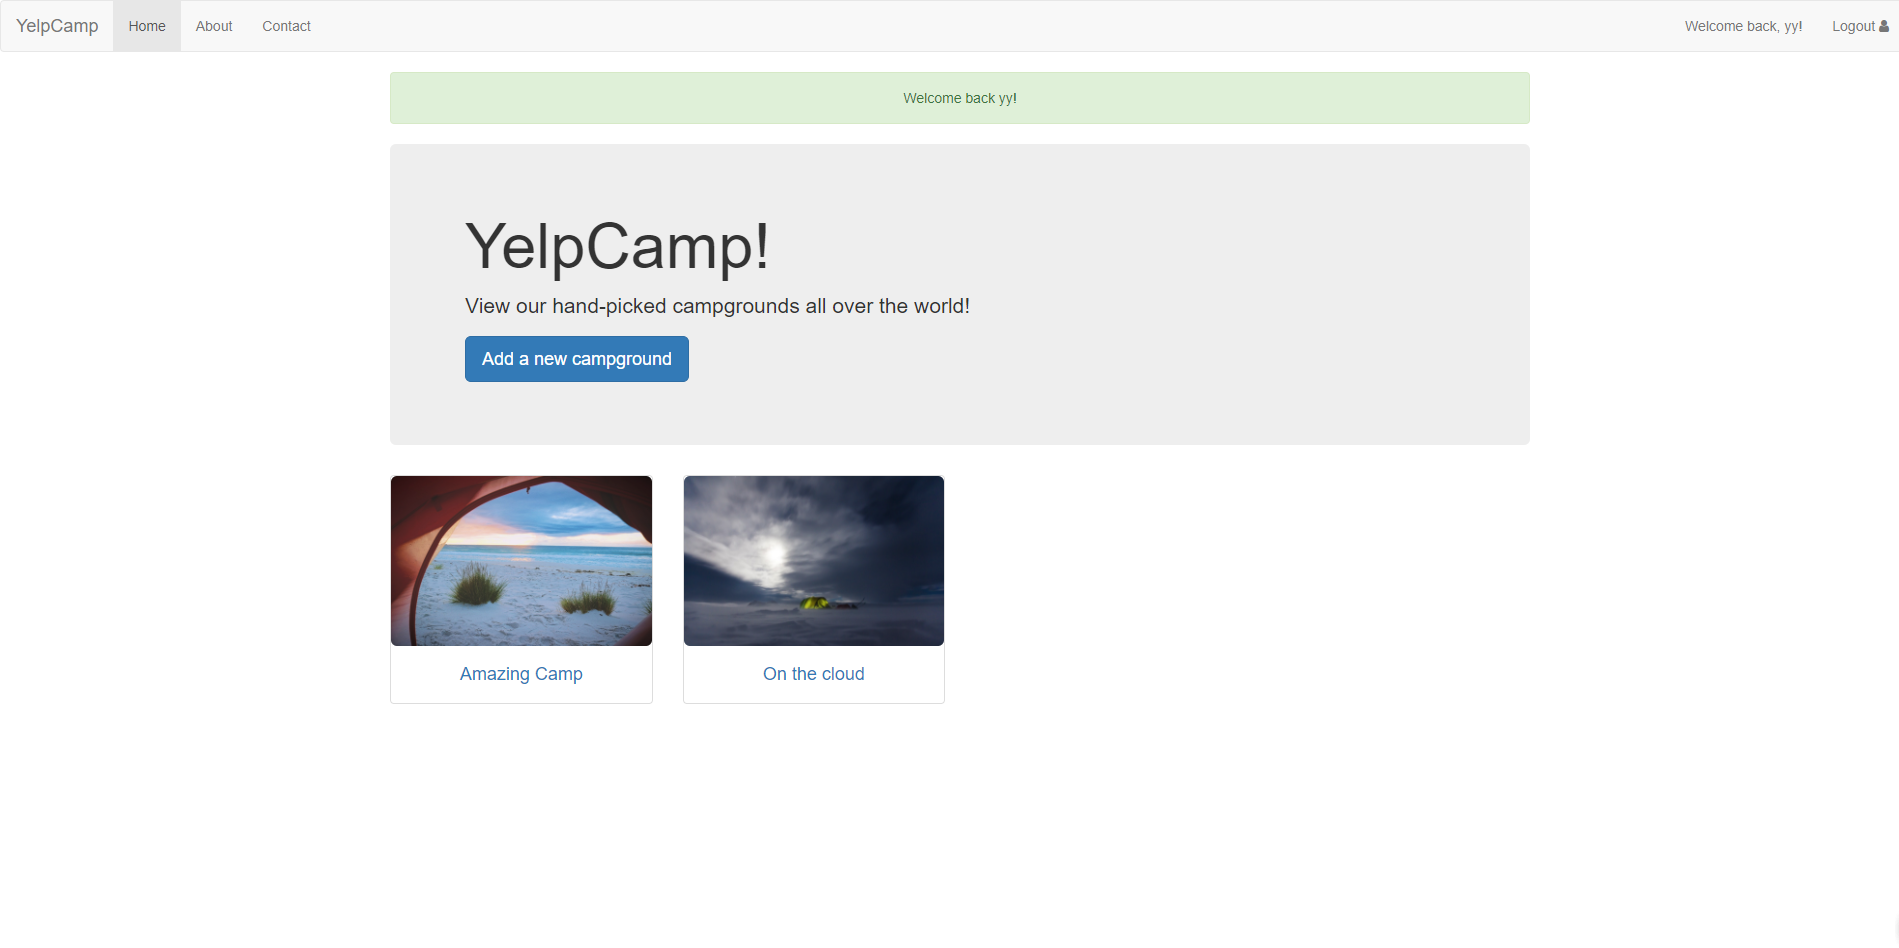 YelpCamp Home About Contact Welcome back, yy! Logout
Welcome back yy!
YelpCamp!
View our hand-picked campgrounds all over the world!
Add a new campground
Amazing Camp On the cloud